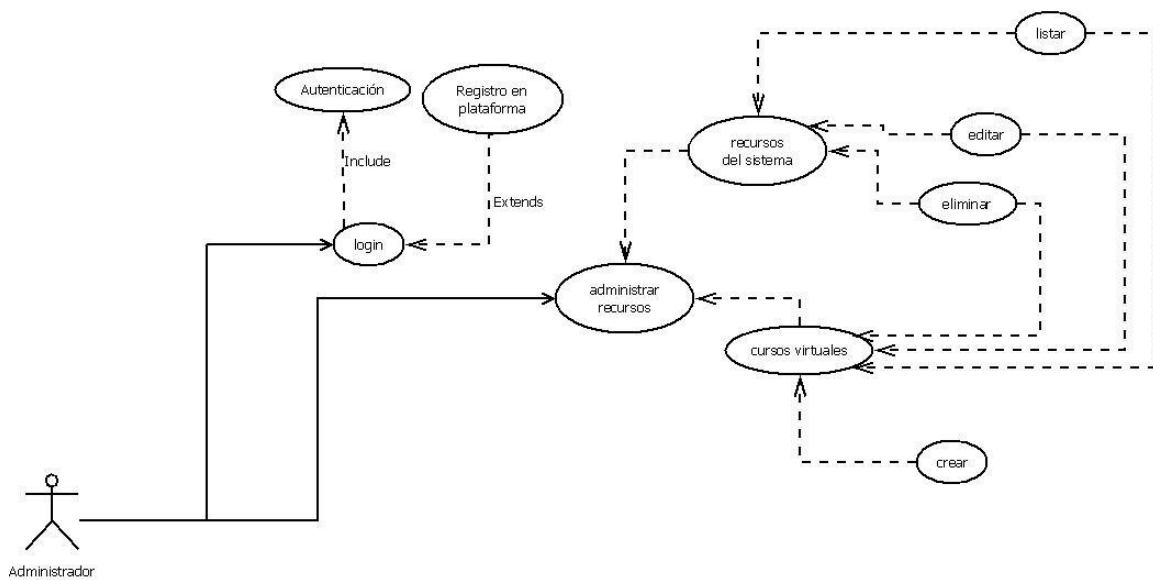 listar
Autenticación
Registro en
plataforma
editar
recursos
del sistema
Include
eliminar
Extends
login
administrar
recursos
cursos virtuales
crear
Administrador